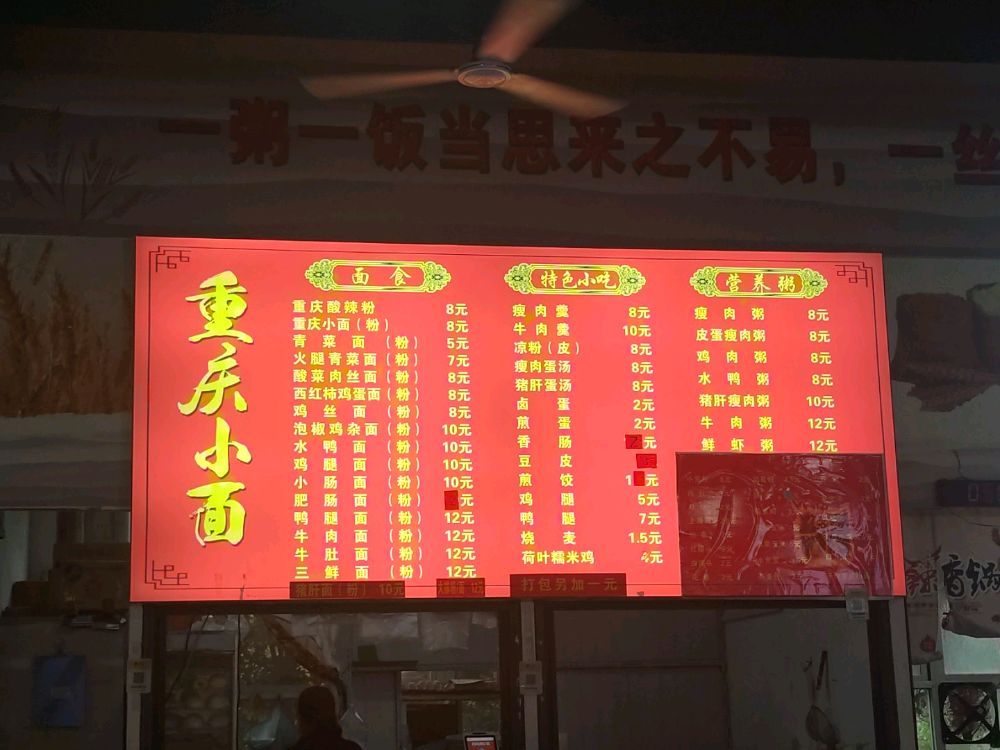 一粥一饭当思来之不易，一丝
重庆小面
面食
重庆酸辣粉 8元
重庆小面（粉） 8元
青菜面（粉） 5元
火腿青菜面（粉） 7元
酸菜肉丝面（粉） 8元
西红柿鸡蛋面（粉） 8元
鸡丝面（粉） 8元
泡椒鸡杂面（粉） 10元
水鸭面（粉） 10元
鸡腿面（粉） 10元
小肠面（粉） 10元
肥肠面（粉） 元
鸭腿面（粉） 12元
牛肉面（粉） 12元
牛肚面（粉） 12元
三鲜面（粉） 12元
猪肝面（粉） 10元
12元
特色小吃
瘦肉羹 8元
牛肉羹 10元
凉粉（皮） 8元
瘦肉蛋汤 8元
猪肝蛋汤 8元
卤蛋 2元
煎蛋 2元
香肠 元
豆皮
煎饺 元
鸡腿 5元
鸭腿 7元
烧麦 1.5元
荷叶糯米鸡 4元
打包另加一元
营养粥
瘦肉粥 8元
皮蛋瘦肉粥 8元
鸡肉粥 8元
水鸭粥 8元
猪肝瘦肉粥 10元
牛肉粥 12元
鲜虾粥 12元
香锅